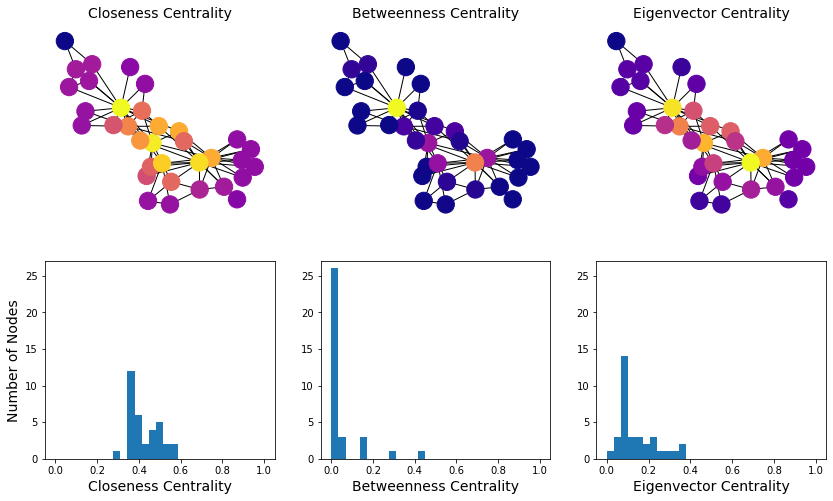 Closeness Centrality Betweenness Centrality Eigenvector Centrality
Number of Nodes
25 25 25
20 20 20
15 15 15
10 10 10
5 5 5
0 0 0
0.0 0.2 0.4 0.6 0.8 1.0 0.0 0.2 0.4 0.6 0.8 1.0 0.0 0.2 0.4 0.6 0.8 1.0
Closeness Centrality Betweenness Centrality Eigenvector Centrality